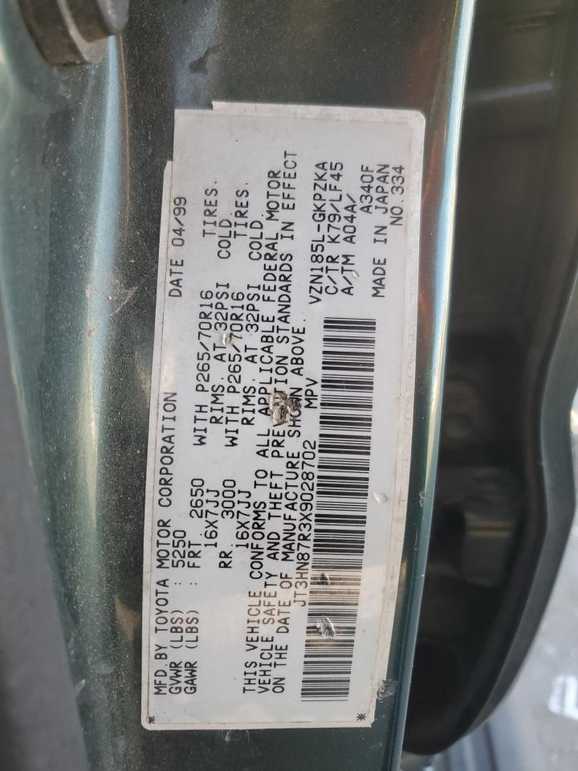 MFD.BY TOYOTA MOTOR CORPORATION DATE 04/99
GVWR (LBS) : 5250
GAWR (LBS) : FRT. 2650 WITH P265/70R16 TIRES.
16X7JJ RIMS. AT 32PSI COLD.
RR. 3000 WITH P265/70R16 TIRES.
16X7JJ RIMS. AT 32PSI COLD.
THIS VEHICLE CONFORMS TO ALL APPLICABLE FEDERAL MOTOR
VEHICLE SAFETY AND THEFT PREVENTION STANDARDS IN EFFECT
ON THE DATE OF MANUFACTURE SHOWN ABOVE.
JT3HN87R3X9028702 MPV
VZN185L-GKPZKA
C/TR K79/LF45
A/TM A04A/
A340F
MADE IN JAPAN
NO.334